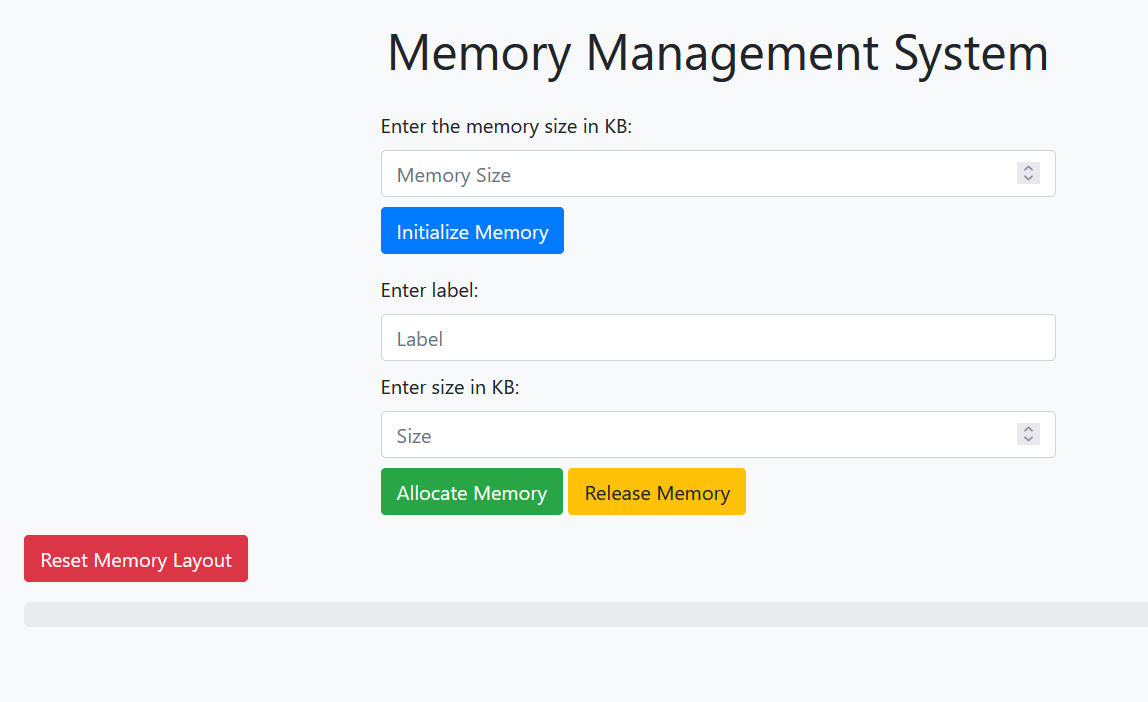 Memory Management System
Enter the memory size in KB:
Memory Size
Initialize Memory
Enter label:
Label
Enter size in KB:
Size
Allocate Memory Release Memory
Reset Memory Layout